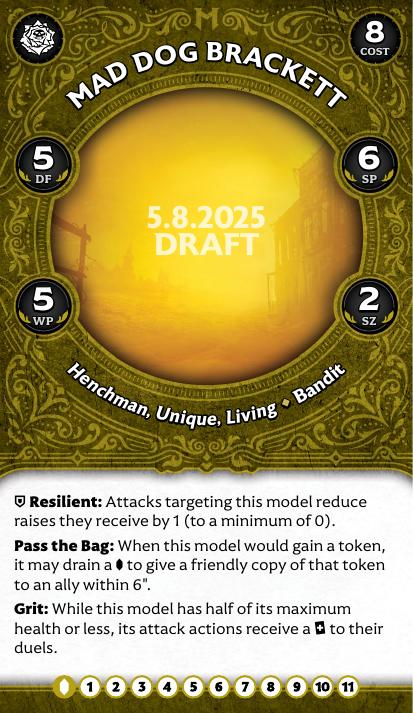 8
COST
MAD DOG BRACKETT
5
DF
6
SP
5.8.2025
DRAFT
5
WP
2
SZ
Henchman, Unique, Living ⬥ Bandit
Resilient: Attacks targeting this model reduce
raises they receive by 1 (to a minimum of 0).
Pass the Bag: When this model would gain a token,
it may drain a to give a friendly copy of that token
to an ally within 6".
Grit: While this model has half of its maximum
health or less, its attack actions receive a to their
duels.
1 2 3 4 5 6 7 8 9 10 11